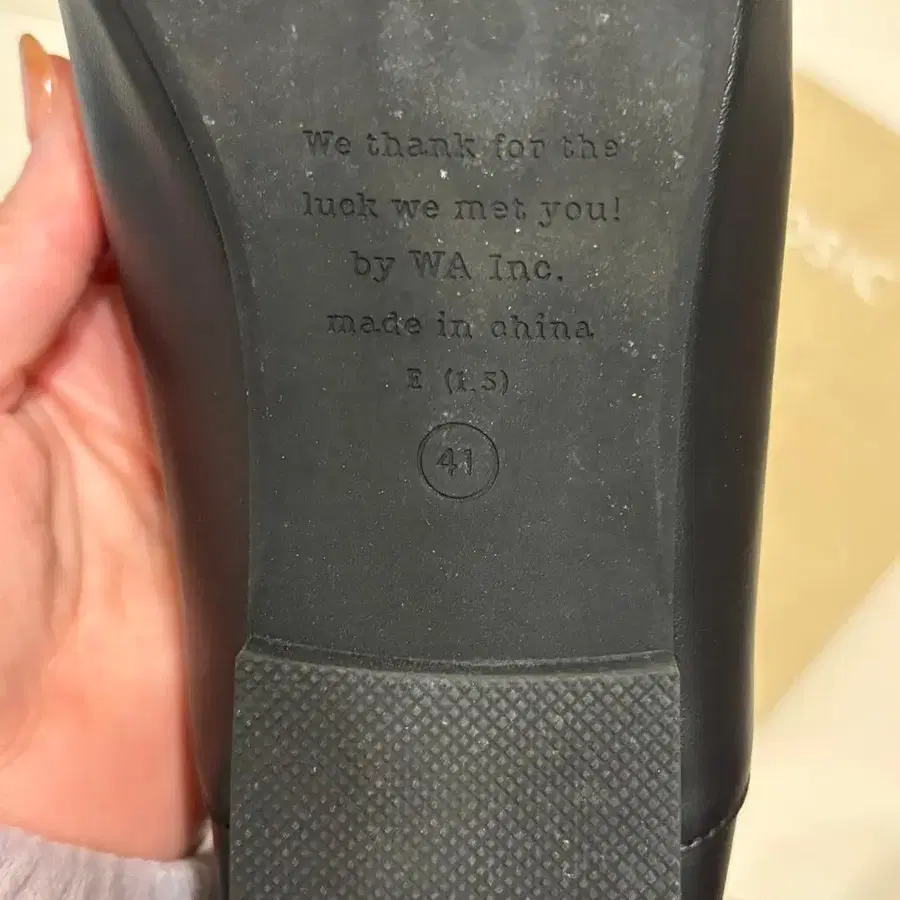 We thank for the
luck we met you!
by WA Inc.
made in china
E (1.5)
41